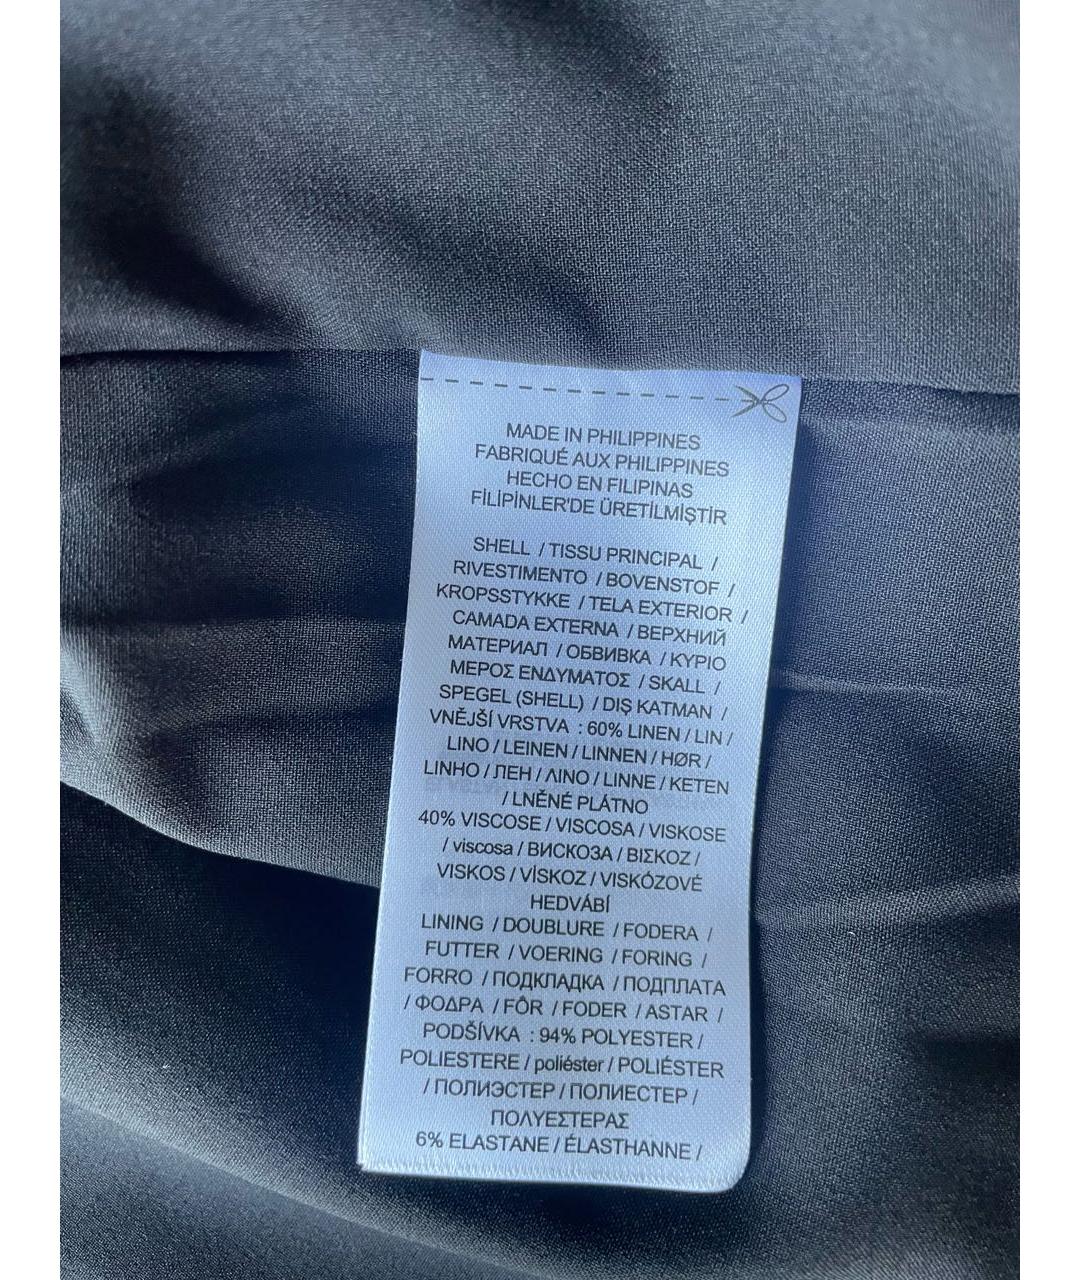 MADE IN PHILIPPINES
FABRIQUÉ AUX PHILIPPINES
HECHO EN FILIPINAS
FİLİPİNLER'DE ÜRETİLMİŞTİR
SHELL / TISSU PRINCIPAL /
RIVESTIMENTO / BOVENSTOF /
KROPSSTYKKE / TELA EXTERIOR /
CAMADA EXTERNA / ВЕРХНИЙ
МАТЕРИАЛ / ОБВИВКА / ΚΥΡΙΟ
ΜΕΡΟΣ ΕΝΔΥΜΑΤΟΣ / SKALL /
SPEGEL (SHELL) / DIŞ KATMAN /
VNĚJŠÍ VRSTVA : 60% LINEN / LIN /
LINO / LEINEN / LINNEN / HØR /
LINHO / ЛЕН / ΛΙΝΟ / LINNE / KETEN
/ LNĚNÉ PLÁTNO
40% VISCOSE / VISCOSA / VISKOSE
/ viscosa / ВИСКОЗА / ΒΙΣΚΟΖ /
VISKOS / VİSKOZ / VISKÓZOVÉ
HEDVÁBÍ
LINING / DOUBLURE / FODERA /
FUTTER / VOERING / FORING /
FORRO / ПОДКЛАДКА / ПОДПЛАТА
/ ΦΟΔΡΑ / FÔR / FODER / ASTAR /
PODŠÍVKA : 94% POLYESTER /
POLIESTERE / poliéster / POLIÉSTER
/ ПОЛИЭСТЕР / ПОЛИЕСТЕР /
ΠΟΛΥΕΣΤΕΡΑΣ
6% ELASTANE / ÉLASTHANNE /